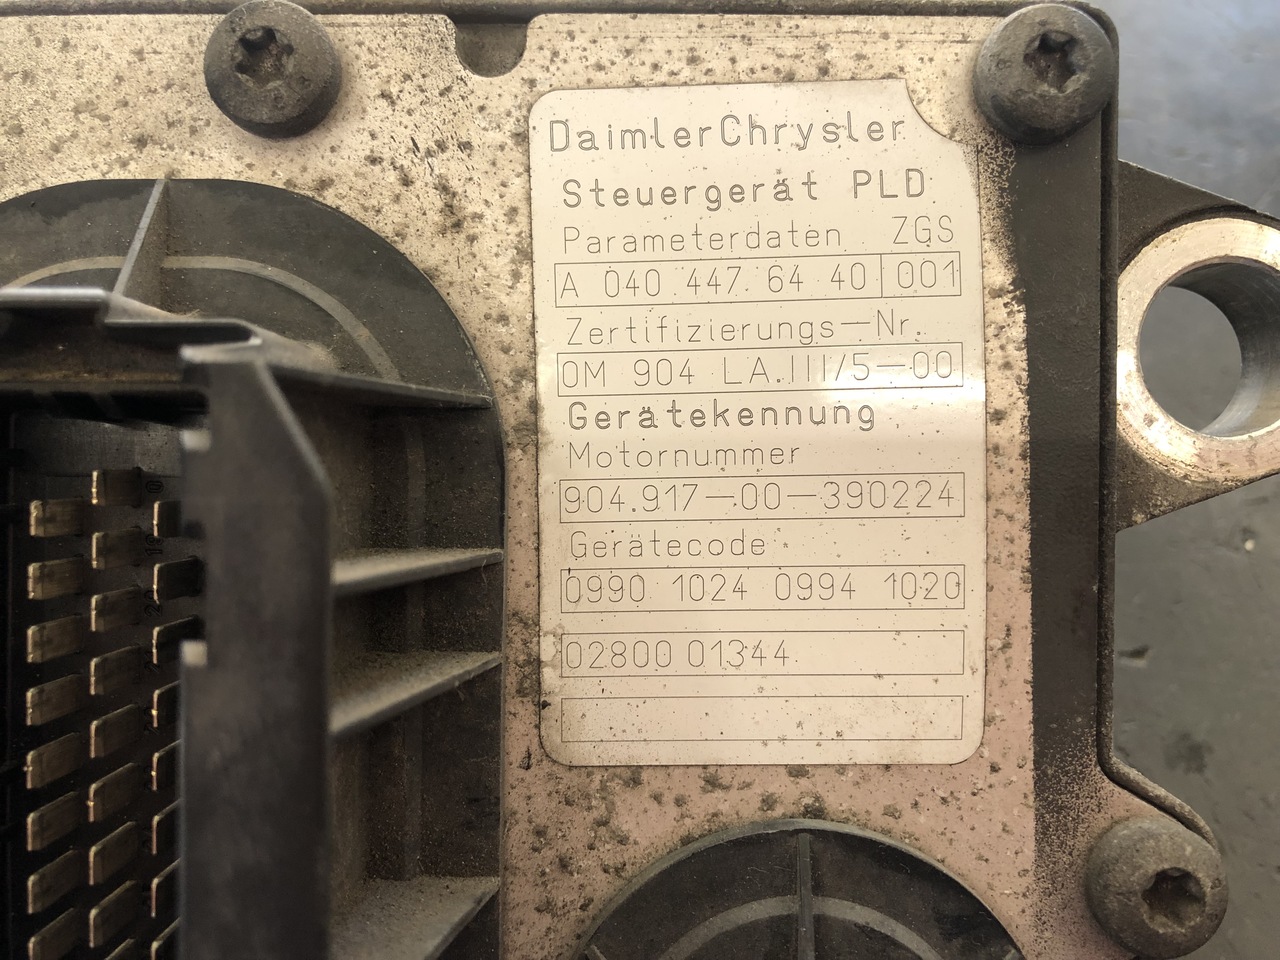 DaimlerChrysler
Steuergerät PLD
Parameterdaten ZGS
A 040 447 64 40 001
Zertifizierungs-Nr.
OM 904 LA.III/5-00
Gerätekennung
Motornummer
904.917-00-390224
Gerätecode
0990 1024 0994 1020
02800 01344